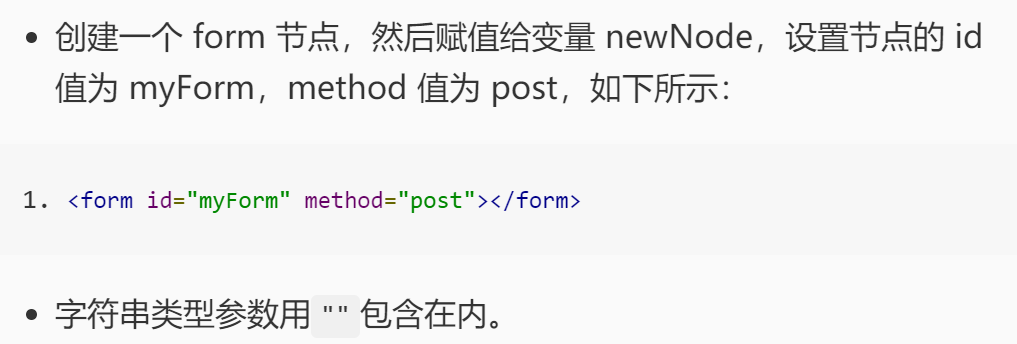 • 创建一个 form 节点，然后赋值给变量 newNode，设置节点的 id
值为 myForm，method 值为 post，如下所示：
1. <form id="myForm" method="post"></form>
• 字符串类型参数用 "" 包含在内。